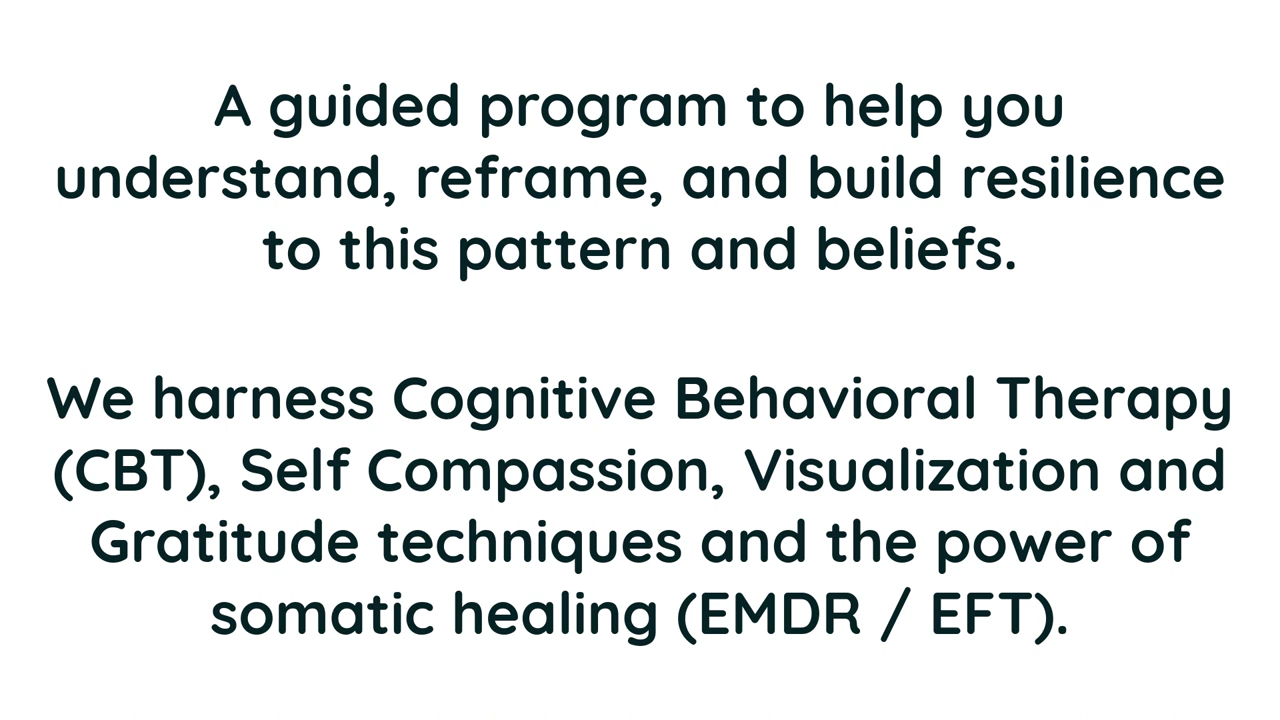 A guided program to help you
understand, reframe, and build resilience
to this pattern and beliefs.
We harness Cognitive Behavioral Therapy
(CBT), Self Compassion, Visualization and
Gratitude techniques and the power of
somatic healing (EMDR / EFT).